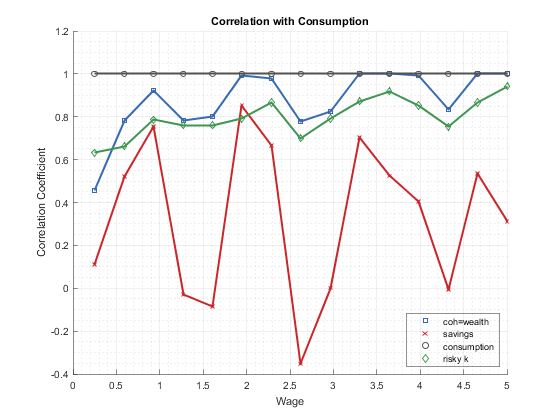 Correlation with Consumption
1.2
1
0.8
0.6
0.4
0.2
0
-0.2
-0.4
Correlation Coefficient
0 0.5 1 1.5 2 2.5 3 3.5 4 4.5 5
Wage
coh=wealth
savings
consumption
risky k